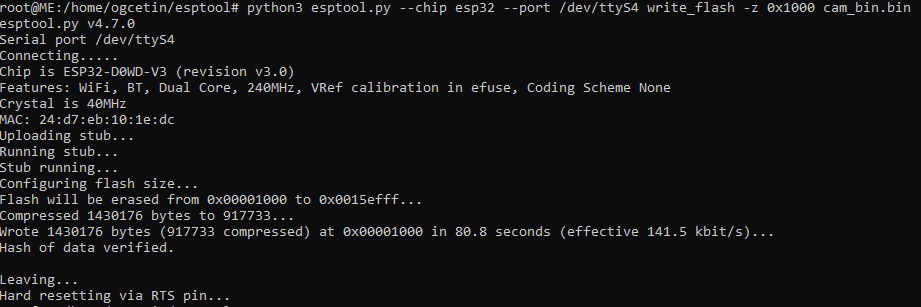 root@ME:/home/ogcetin/esptool# python3 esptool.py --chip esp32 --port /dev/ttyS4 write_flash -z 0x1000 cam_bin.bin
esptool.py v4.7.0
Serial port /dev/ttyS4
Connecting.....
Chip is ESP32-D0WD-V3 (revision v3.0)
Features: WiFi, BT, Dual Core, 240MHz, VRef calibration in efuse, Coding Scheme None
Crystal is 40MHz
MAC: 24:d7:eb:10:1e:dc
Uploading stub...
Running stub...
Stub running...
Configuring flash size...
Flash will be erased from 0x00001000 to 0x0015efff...
Compressed 1430176 bytes to 917733...
Wrote 1430176 bytes (917733 compressed) at 0x00001000 in 80.8 seconds (effective 141.5 kbit/s)...
Hash of data verified.
Leaving...
Hard resetting via RTS pin...